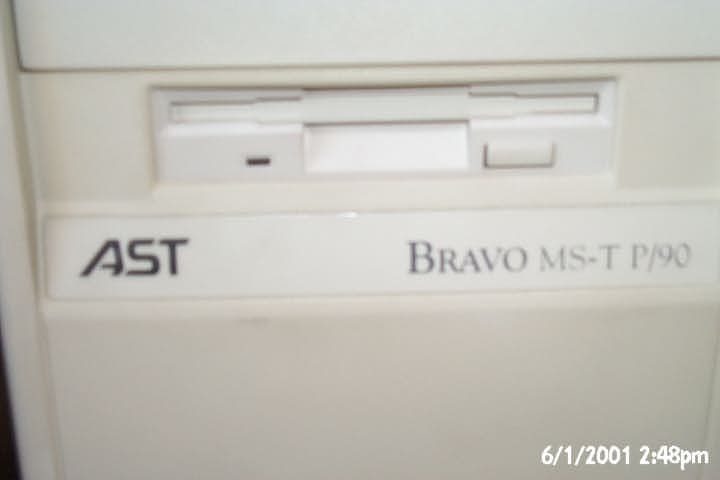 AST BRAVO MS-T P/90
6/1/2001 2:48pm